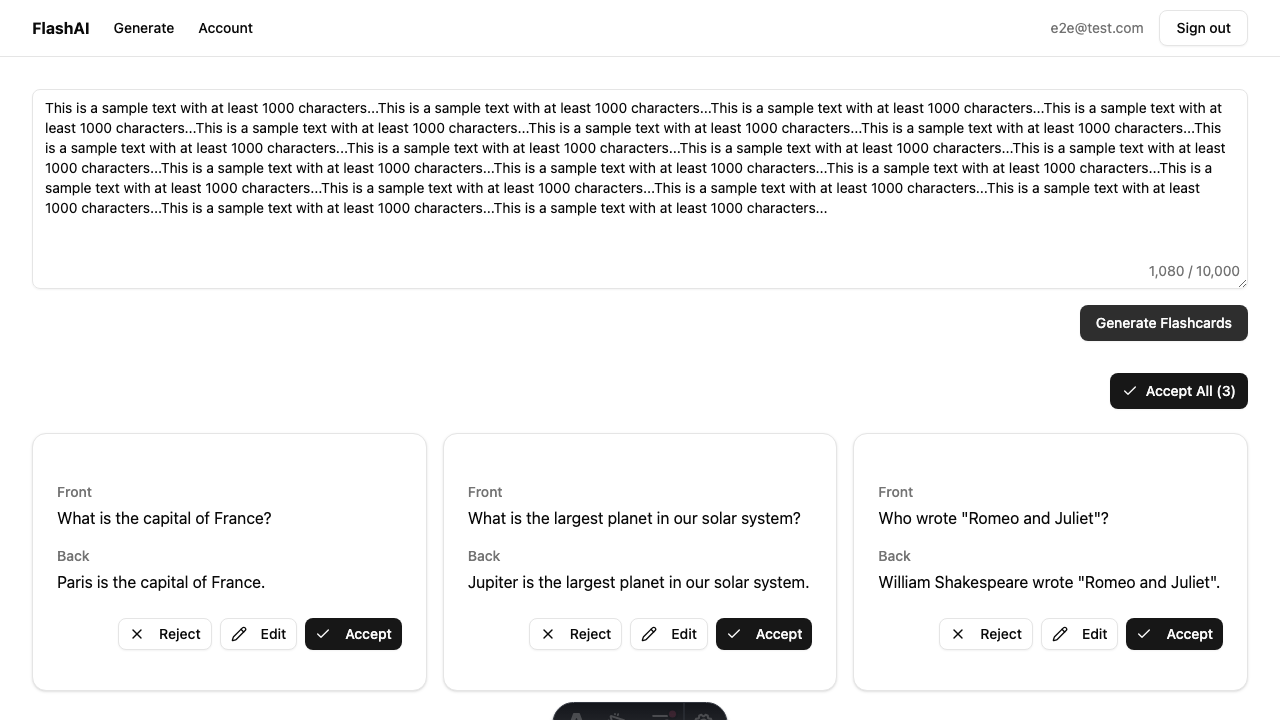 FlashAI Generate Account e2e@test.com Sign out
This is a sample text with at least 1000 characters...This is a sample text with at least 1000 characters...This is a sample text with at least 1000 characters...This is a sample text with at
least 1000 characters...This is a sample text with at least 1000 characters...This is a sample text with at least 1000 characters...This is a sample text with at least 1000 characters...This
is a sample text with at least 1000 characters...This is a sample text with at least 1000 characters...This is a sample text with at least 1000 characters...This is a sample text with at least
1000 characters...This is a sample text with at least 1000 characters...This is a sample text with at least 1000 characters...This is a sample text with at least 1000 characters...This is a
sample text with at least 1000 characters...This is a sample text with at least 1000 characters...This is a sample text with at least 1000 characters...This is a sample text with at least
1000 characters...This is a sample text with at least 1000 characters...This is a sample text with at least 1000 characters...
1,080 / 10,000
Generate Flashcards
Accept All (3)
Front
What is the capital of France?
Back
Paris is the capital of France.
Reject Edit Accept
Front
What is the largest planet in our solar system?
Back
Jupiter is the largest planet in our solar system.
Reject Edit Accept
Front
Who wrote "Romeo and Juliet"?
Back
William Shakespeare wrote "Romeo and Juliet".
Reject Edit Accept